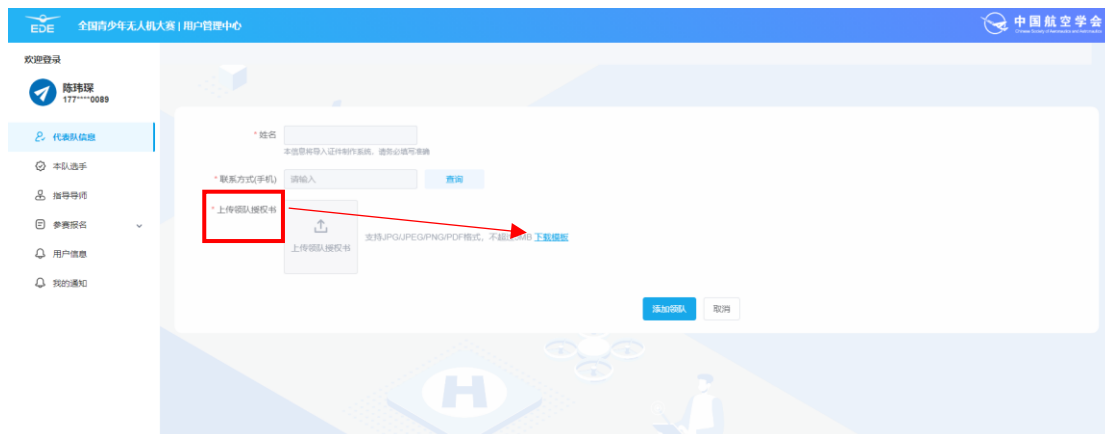 EDE 全国青少年无人机大赛 | 用户管理中心
中国航空学会
欢迎登录
陈玮琛
177****0089
代表队信息
本队选手
指导导师
参赛报名
用户信息
我的通知
* 姓名
本信息将导入证件制作系统，请务必填写准确
* 联系方式(手机) 请输入 查询
* 上传领队授权书
上传领队授权书
支持JPG/JPEG/PNG/PDF格式，不超 MB 下载模板
添加领队 取消
H